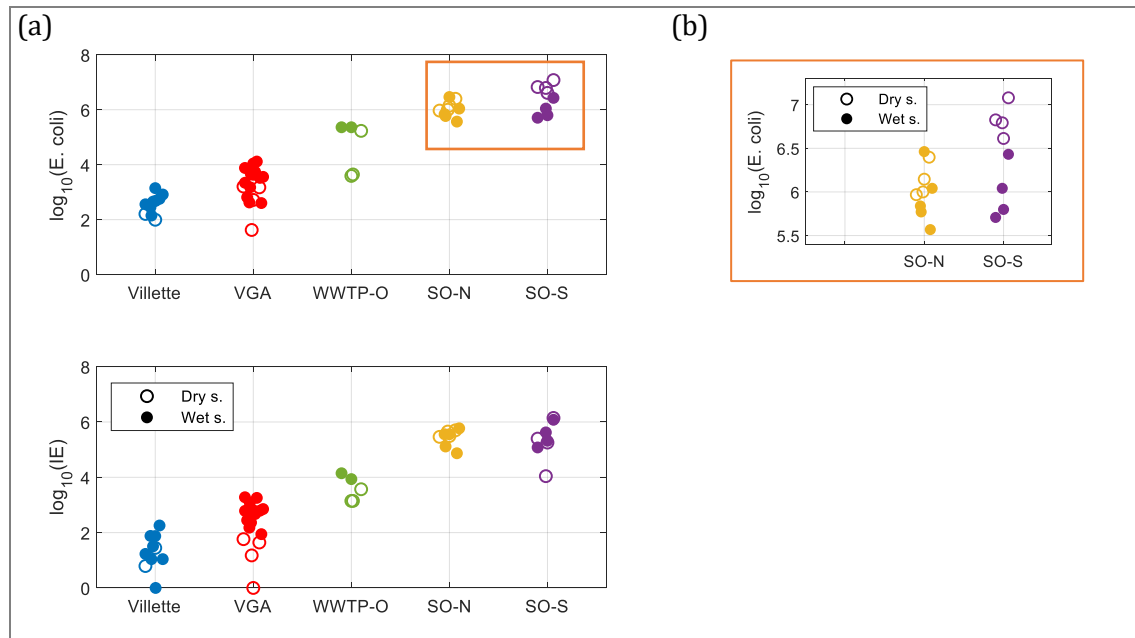 (a)
8
6
4
2
0
log10(E. coli)
Villette VGA WWTP-O SO-N SO-S
8
6
4
2
0
log10(IE)
Dry s.
Wet s.
Villette VGA WWTP-O SO-N SO-S
(b)
7
6.5
6
5.5
log10(E. coli)
Dry s.
Wet s.
SO-N SO-S